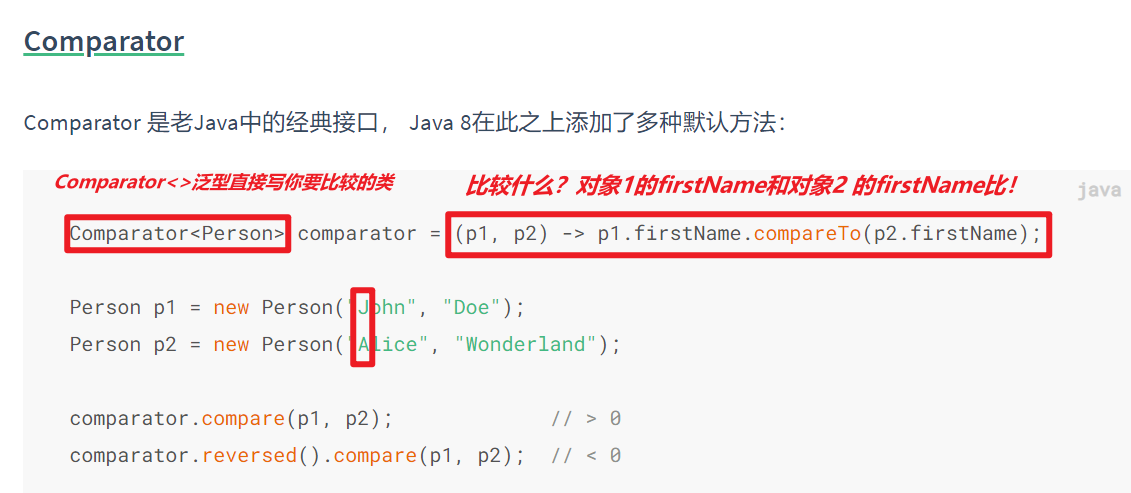 Comparator
Comparator 是老Java中的经典接口， Java 8在此之上添加了多种默认方法：
Comparator<>泛型直接写你要比较的类
比较什么？对象1的firstName和对象2 的firstName比！
java
Comparator<Person> comparator = (p1, p2) -> p1.firstName.compareTo(p2.firstName);
Person p1 = new Person("John", "Doe");
Person p2 = new Person("Alice", "Wonderland");
comparator.compare(p1, p2);             // > 0
comparator.reversed().compare(p1, p2);  // < 0